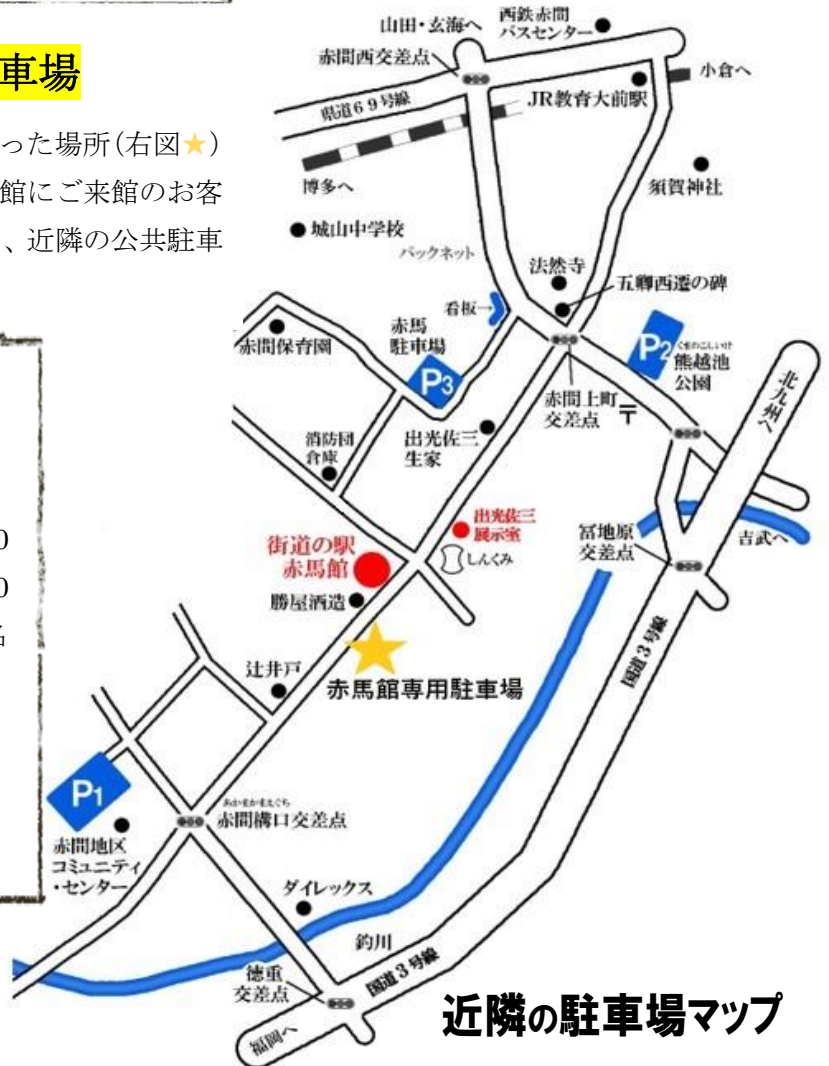 車場
った場所(右図★)
館にご来館のお客
、近隣の公共駐車
0
0
名
山田・玄海へ
西鉄赤間
バスセンター
赤間西交差点
県道69号線
JR教育大前駅
小倉へ
博多へ
須賀神社
城山中学校
バックネット
法然寺
五卿西遷の碑
看板→
赤間保育園
赤馬
駐車場
P3
P2
くまのこしいけ
熊越池
公園
北九州へ
赤間上町
交差点
〒
消防団
倉庫
出光佐三
生家
出光佐三
展示室
しんくみ
冨地原
交差点
吉武へ
街道の駅
赤馬館
勝屋酒造
国道3号線
辻井戸
赤馬館専用駐車場
P1
あかまかまえぐち
赤間構口交差点
赤間地区
コミュニティ
・センター
ダイレックス
釣川
徳重
交差点
国道3号線
福岡へ
近隣の駐車場マップ